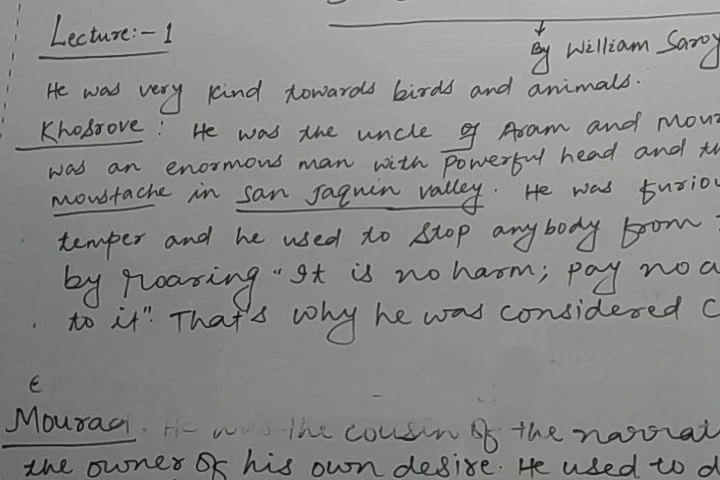 Lecture:- 1
By William Saroy
He was very kind towards birds and animals.
Khosrove : He was the uncle of Aram and Mour
was an enormous man with powerful head and th
moustache in San Jaquin valley. He was furiou
temper and he used to stop anybody from
by roaring "It is no harm; pay no a
to it". That's why he was considered c
E
Mourad. He was the cousin of the narrat
the owner of his own desire. He used to d